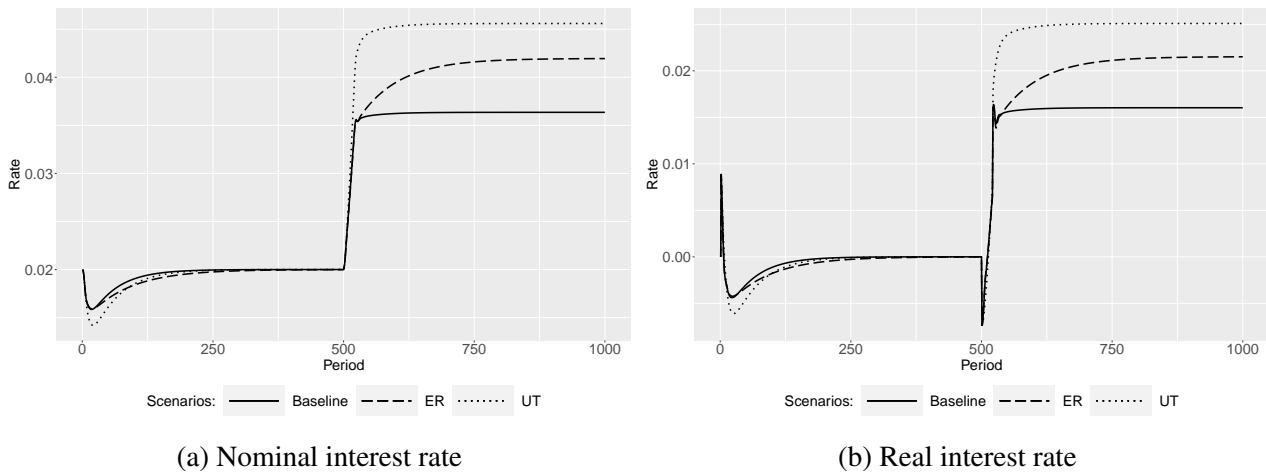 0.04
0.03
0.02
Rate
0 250 500 750 1000
Period
Scenarios: Baseline ER UT
(a) Nominal interest rate
0.02
0.01
0.00
Rate
0 250 500 750 1000
Period
Scenarios: Baseline ER UT
(b) Real interest rate